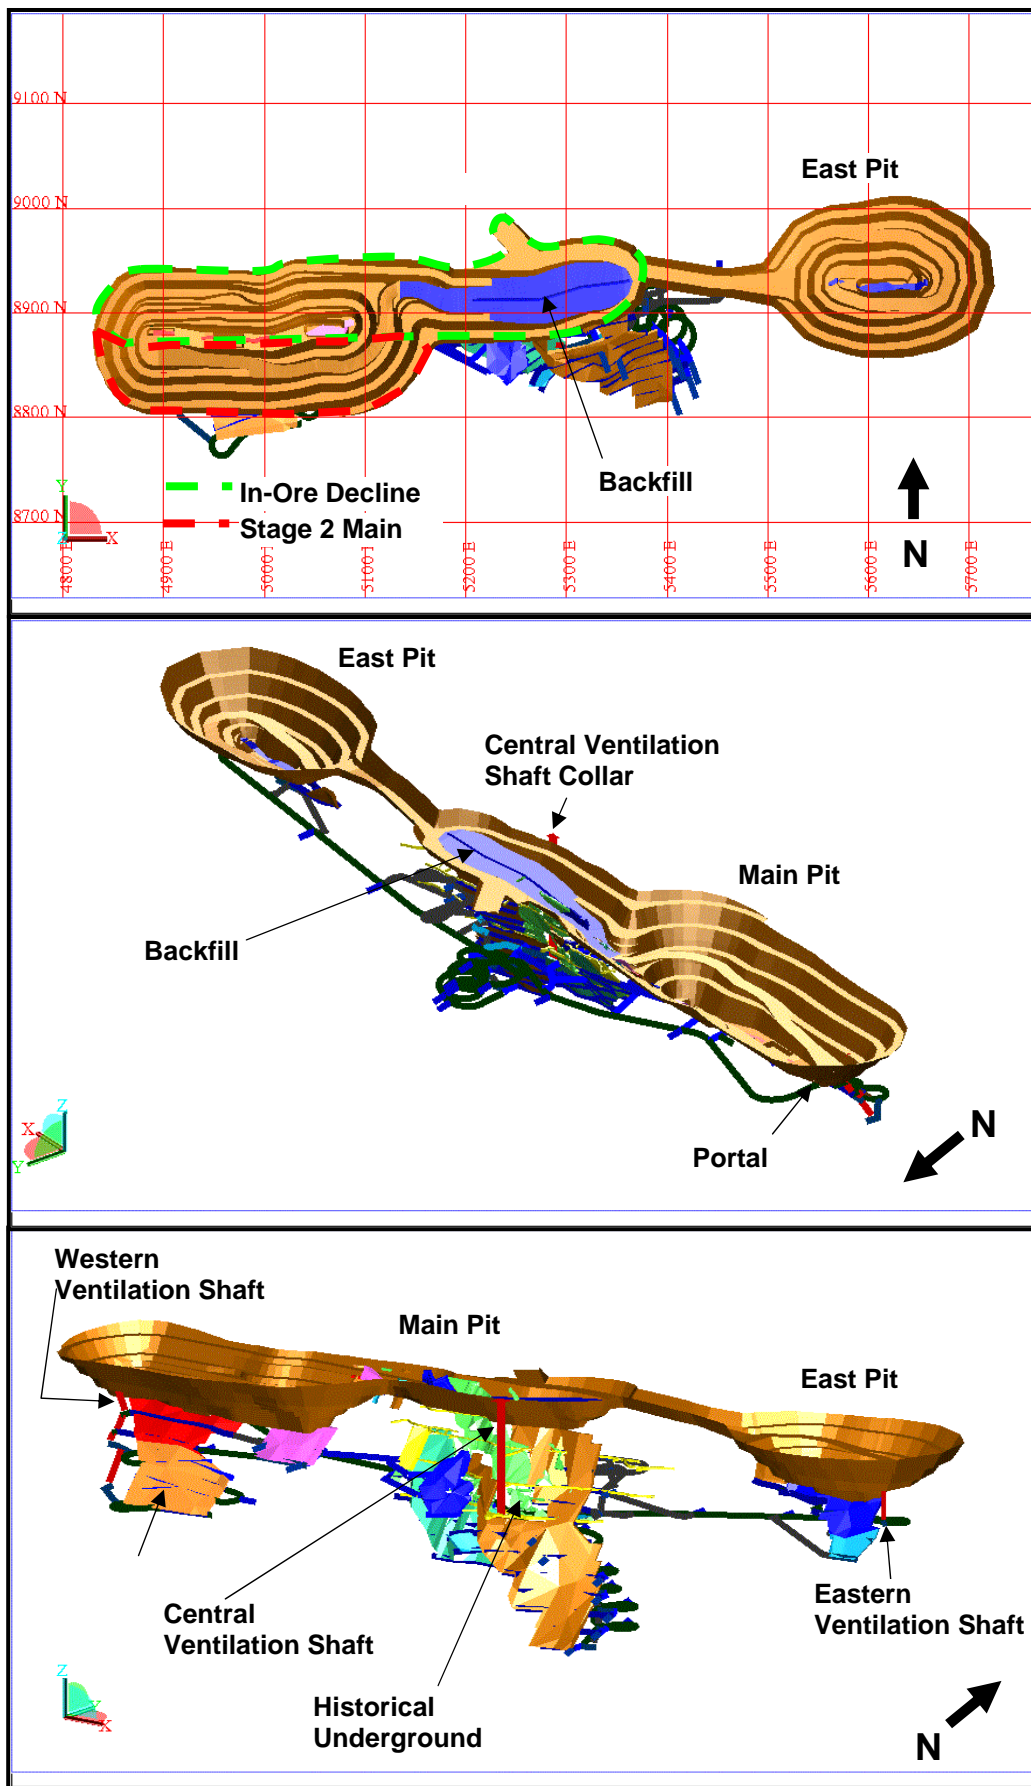 9100 N
East Pit
9000 N
8900 N
8800 N
Backfill
In-Ore Decline
Stage 2 Main
8700 N
Y
Z
X
N
4800 E
4900 E
5000
5100
5200 E
5300 E
5400 E
5500 E
5600 E
5700 E
East Pit
Central Ventilation
Shaft Collar
Main Pit
Backfill
Portal
N
Z
X
Y
Western
Ventilation Shaft
Main Pit
East Pit
Central
Ventilation Shaft
Eastern
Ventilation Shaft
Historical
Underground
N
Z
Y
X